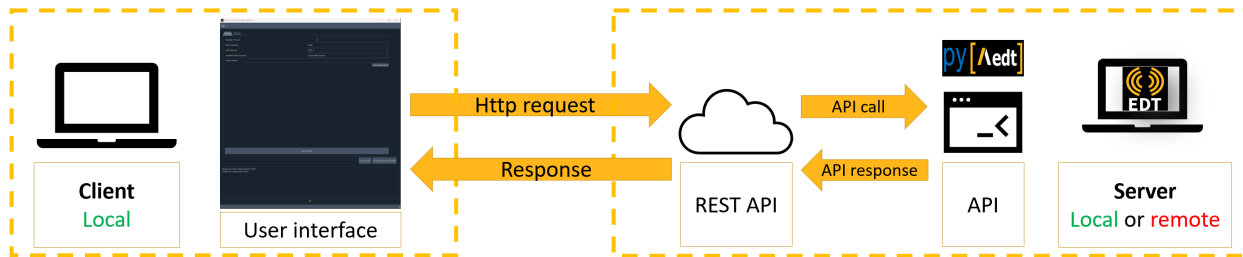 Client
Local
User interface
Http request
Response
REST API
API call
API response
py[Λedt]
API
EDT
Server
Local or remote